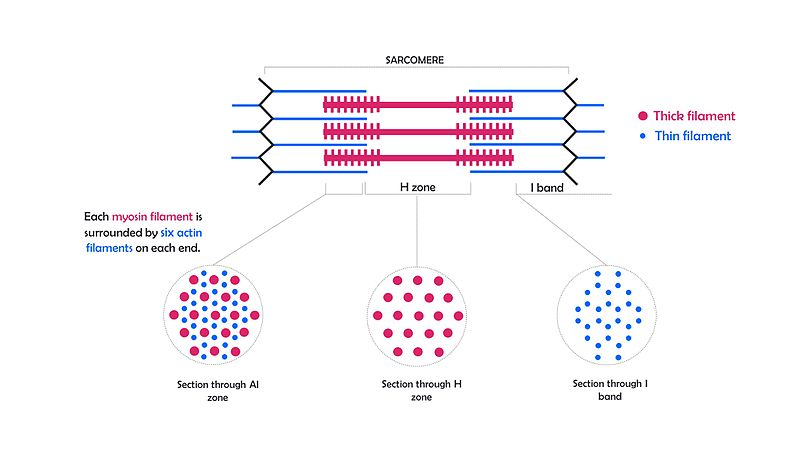 SARCOMERE
Thick filament
Thin filament
H zone
I band
Each myosin filament is
surrounded by six actin
filaments on each end.
Section through AI
zone
Section through H
zone
Section through I
band